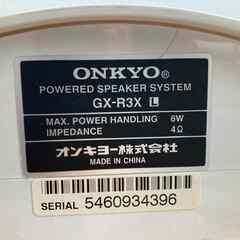 ONKYO®
POWERED SPEAKER SYSTEM
GX-R3X L
MAX. POWER HANDLING 6W
IMPEDANCE 4Ω
オンキヨー株式会社
MADE IN CHINA
SERIAL 5460934396